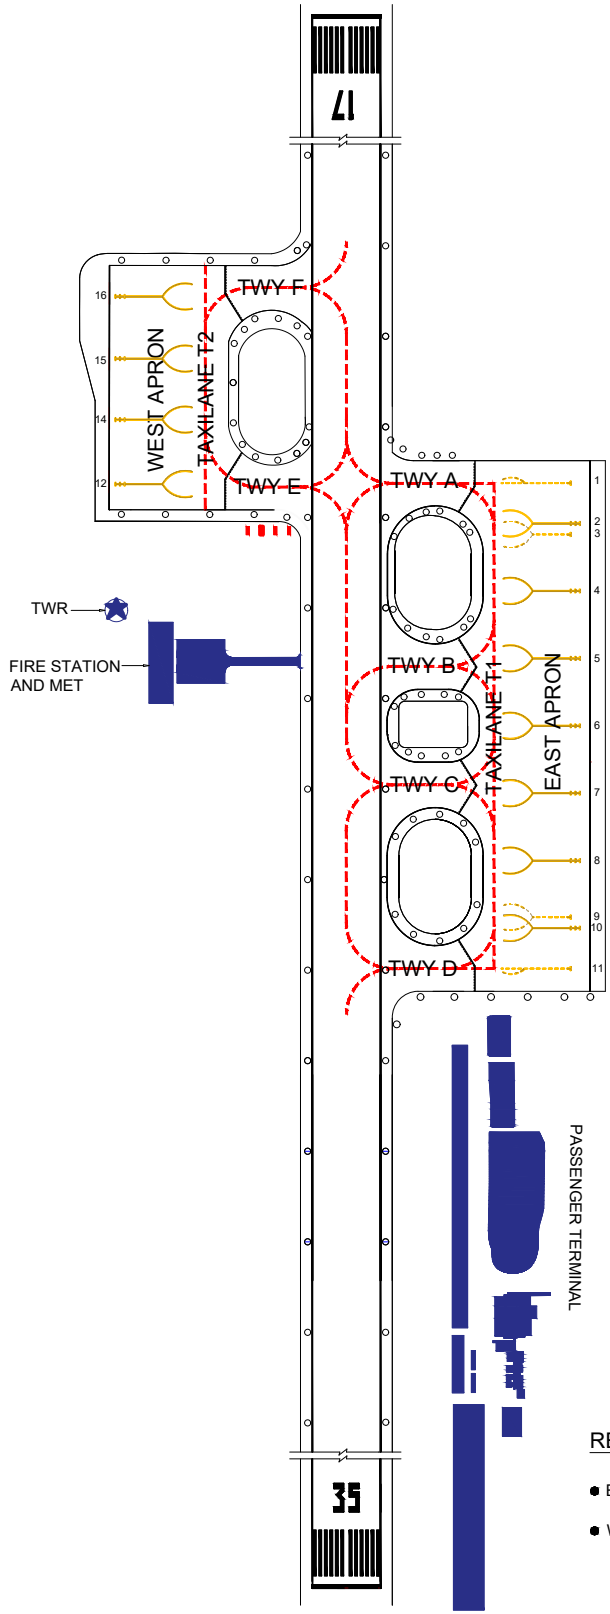 17
TWY F
16
15
14
12
WEST APRON
TAXILANE T2
TWY E
TWY A
1
2
3
4
5
6
7
8
9
10
11
TWR
FIRE STATION
AND MET
TWY B
TAXILANE T1
EAST APRON
TWY C
TWY D
PASSENGER TERMINAL
35